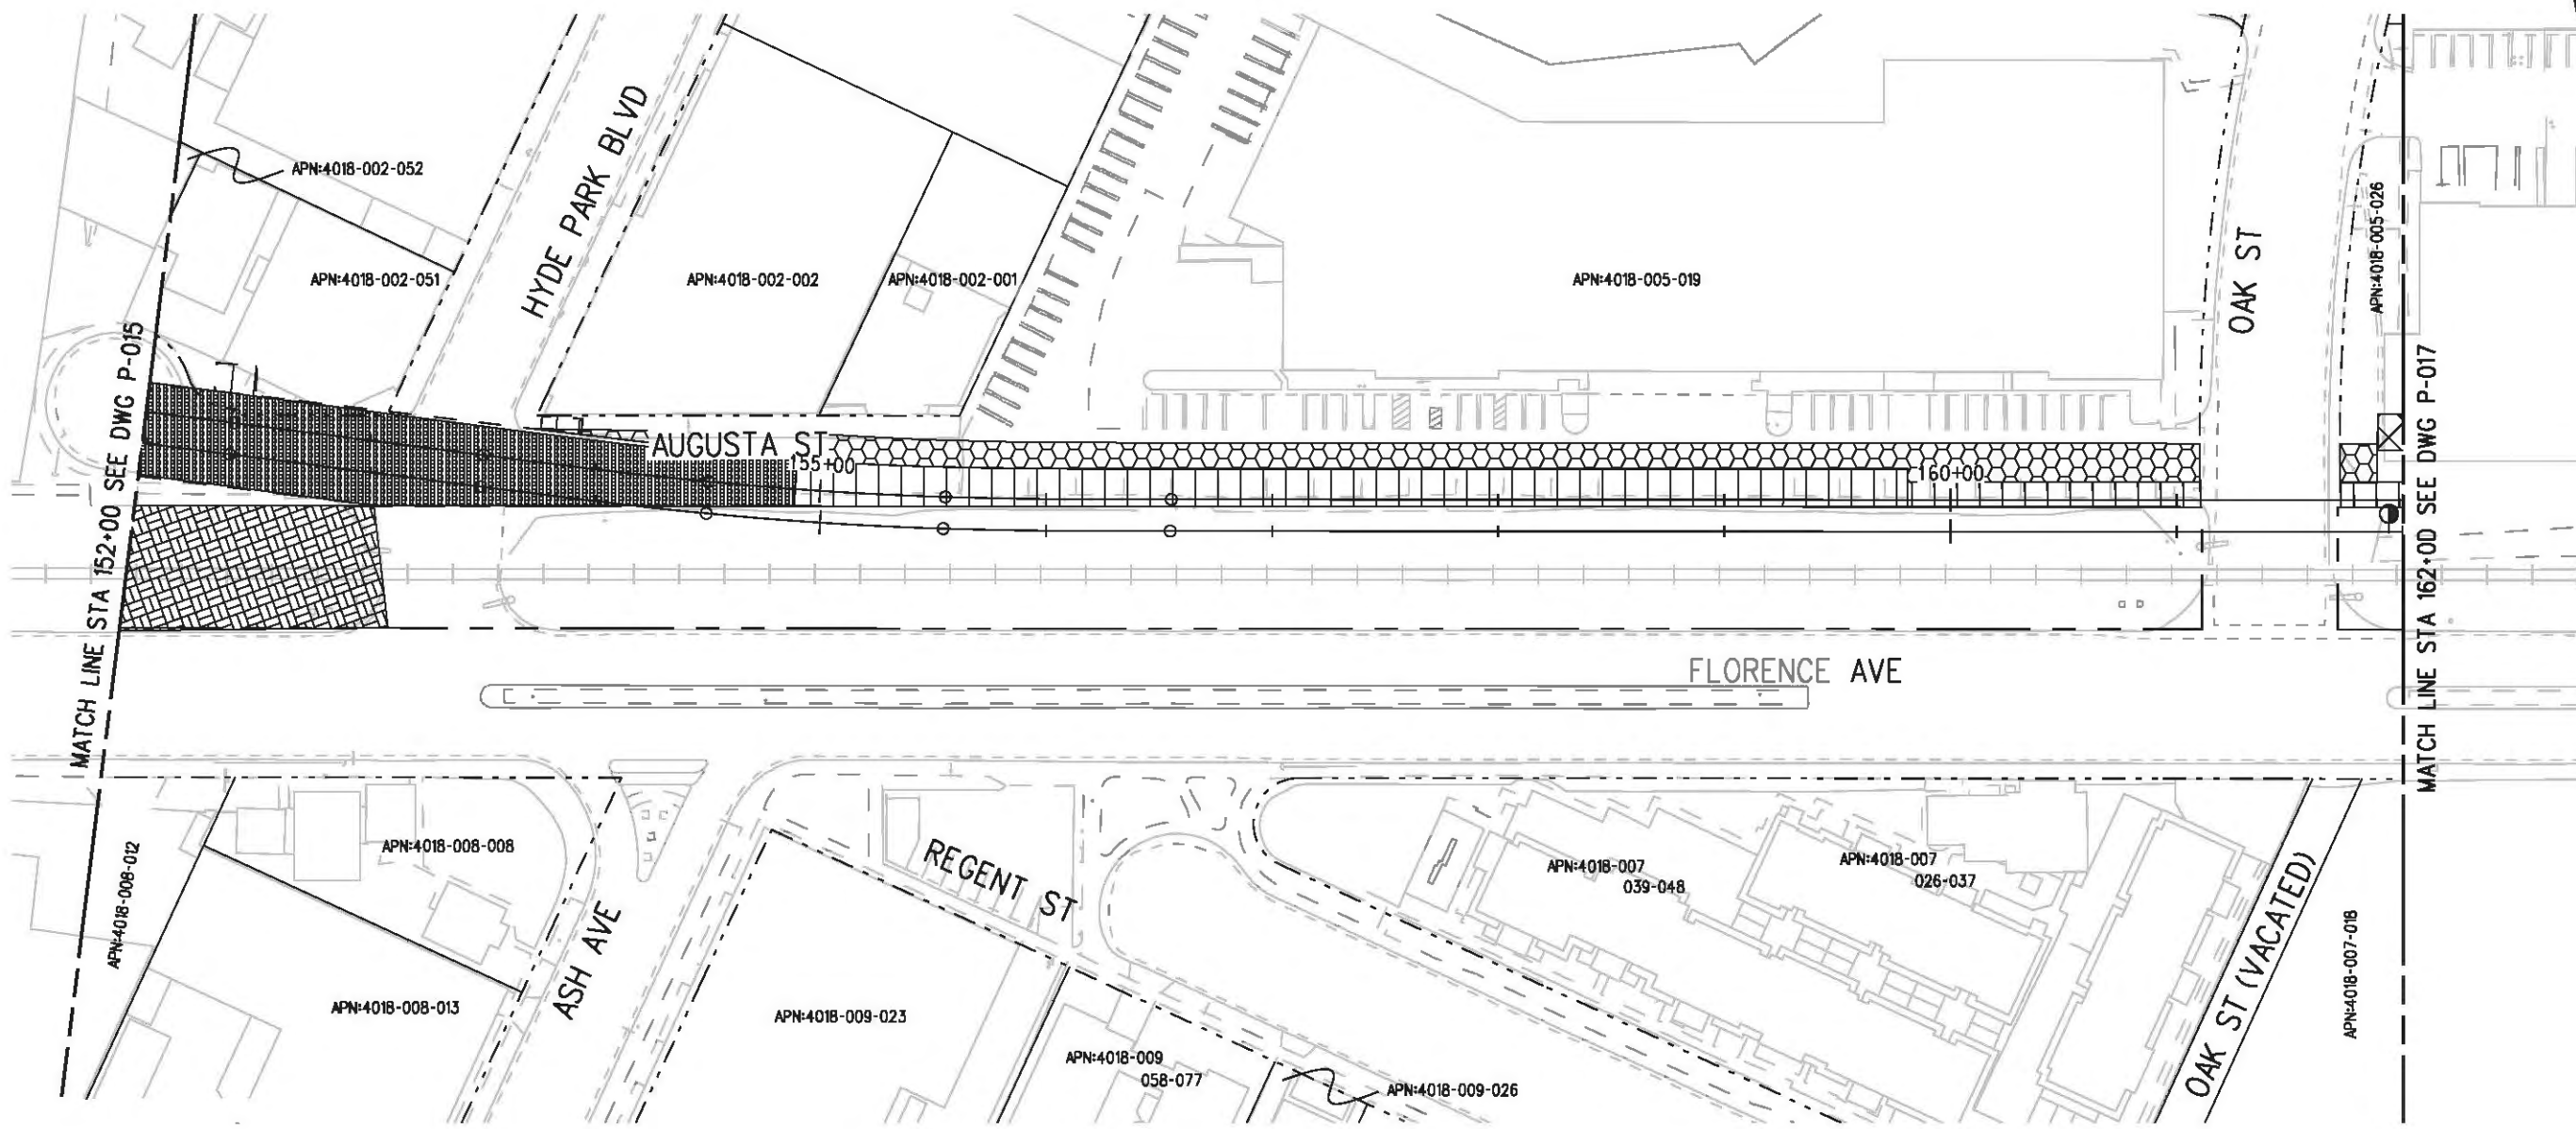 APN:4018-002-052
APN:4018-002-051
HYDE PARK BLVD
APN:4018-002-002
APN:4018-002-001
APN:4018-005-019
OAK ST
APN:4018-005-026
MATCH LINE STA 152+00 SEE DWG P-015
AUGUSTA ST
155+00
160+00
MATCH LINE STA 162+00 SEE DWG P-017
FLORENCE AVE
APN:4018-008-012
APN:4018-008-008
APN:4018-008-013
ASH AVE
REGENT ST
APN:4018-009-023
APN:4018-009
058-077
APN:4018-009-026
APN:4018-007
039-048
APN:4018-007
026-037
OAK ST (VACATED)
APN:4018-007-018